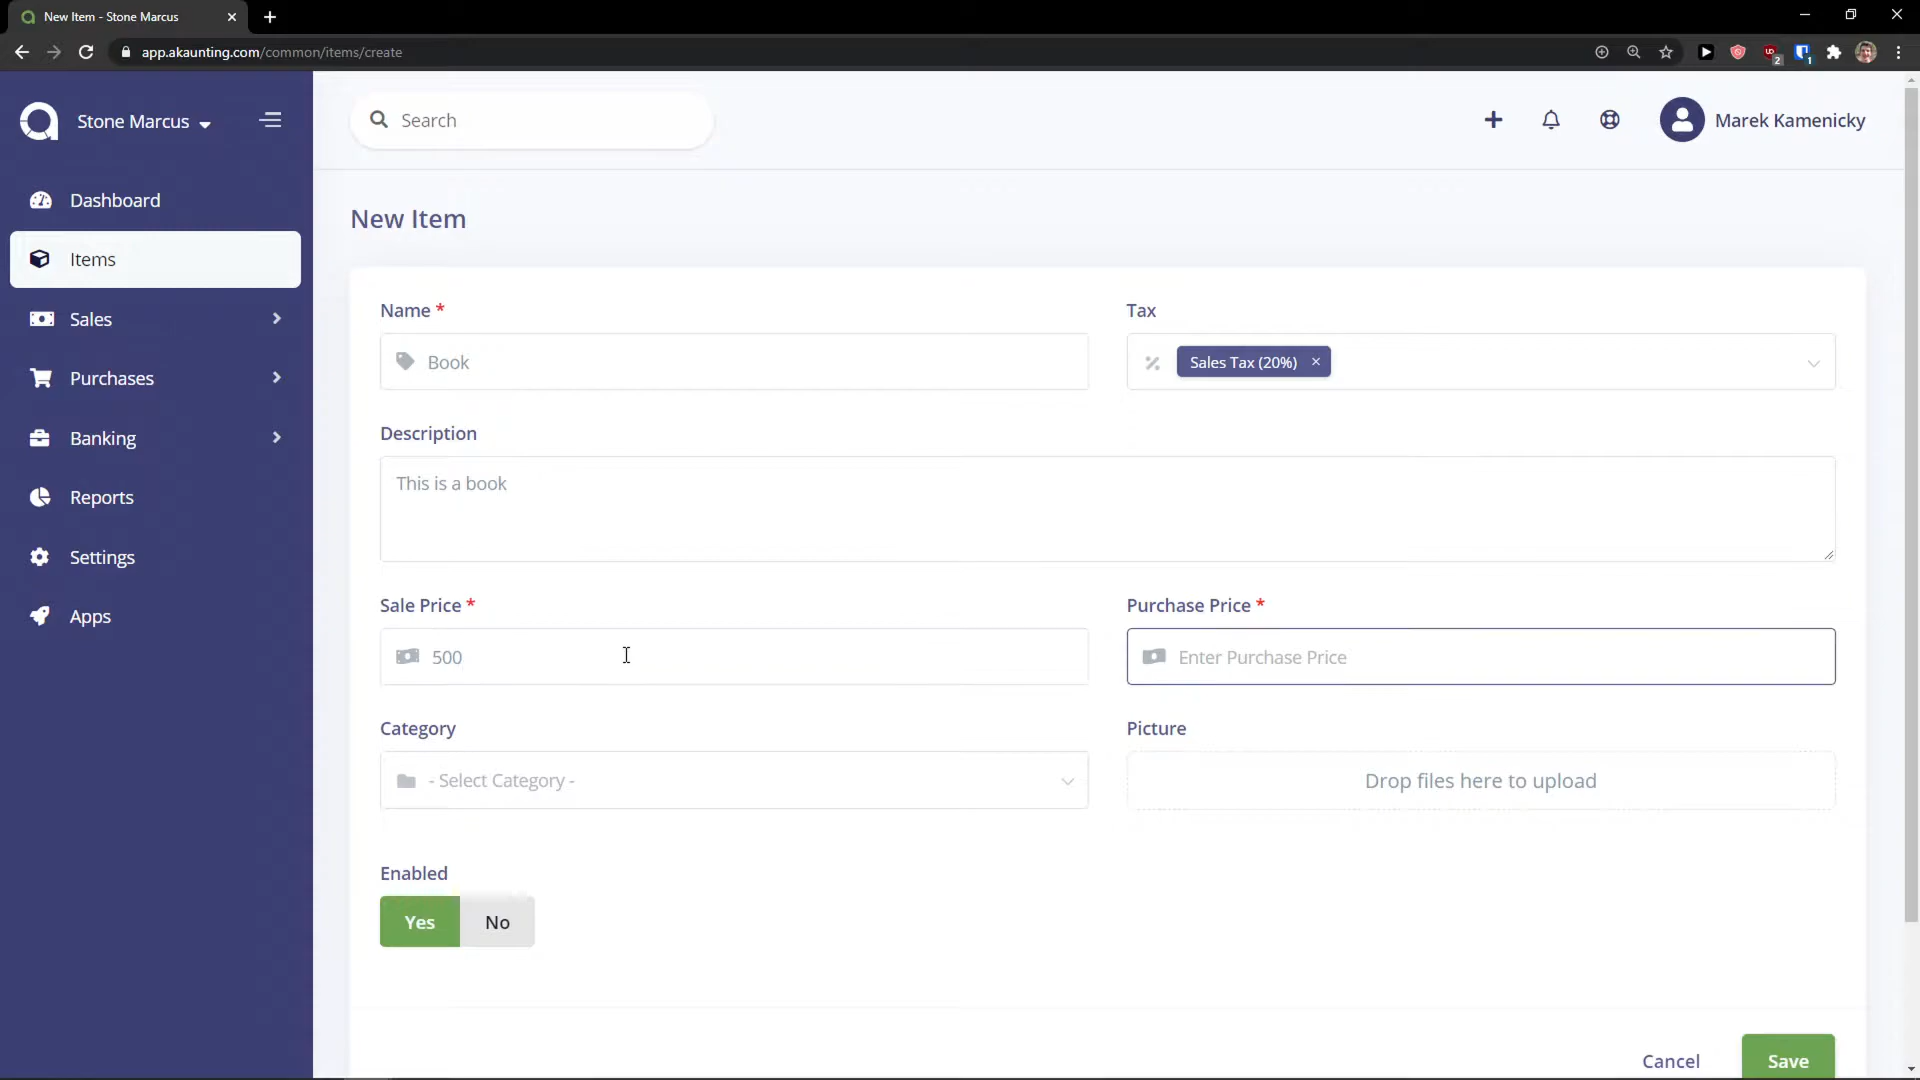 New Item - Stone Marcus
app.akaunting.com/common/items/create
2
1
Stone Marcus
Search
Marek Kamenicky
Dashboard
Items
Sales
Purchases
Banking
Reports
Settings
Apps
New Item
Name *
Tax
Book
Sales Tax (20%) ×
Description
This is a book
Sale Price *
Purchase Price *
500
Enter Purchase Price
Category
Picture
- Select Category -
Drop files here to upload
Enabled
Yes
No
Cancel
Save